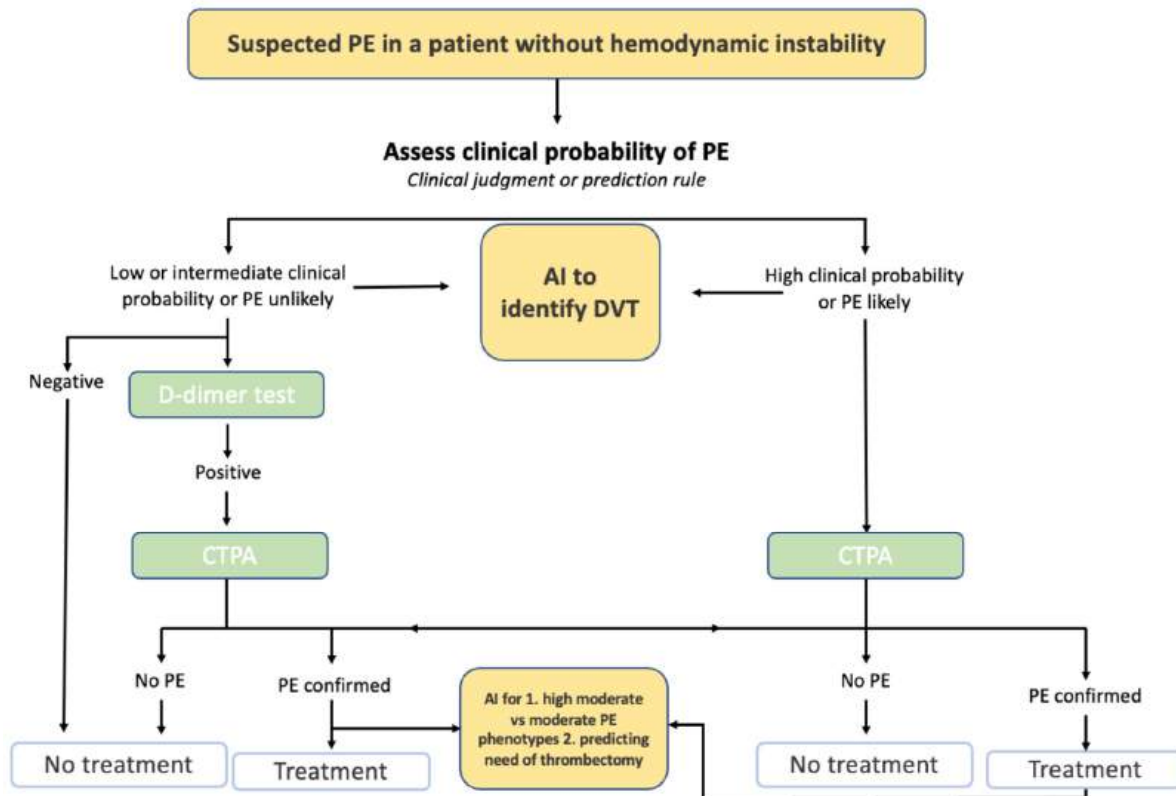 Suspected PE in a patient without hemodynamic instability
Assess clinical probability of PE
Clinical judgment or prediction rule
Low or intermediate clinical
probability or PE unlikely
AI to
identify DVT
High clinical probability
or PE likely
Negative
D-dimer test
Positive
CTPA
CTPA
No PE
PE confirmed
AI for 1. high moderate
vs moderate PE
phenotypes 2. predicting
need of thrombectomy
No PE
PE confirmed
No treatment
Treatment
No treatment
Treatment